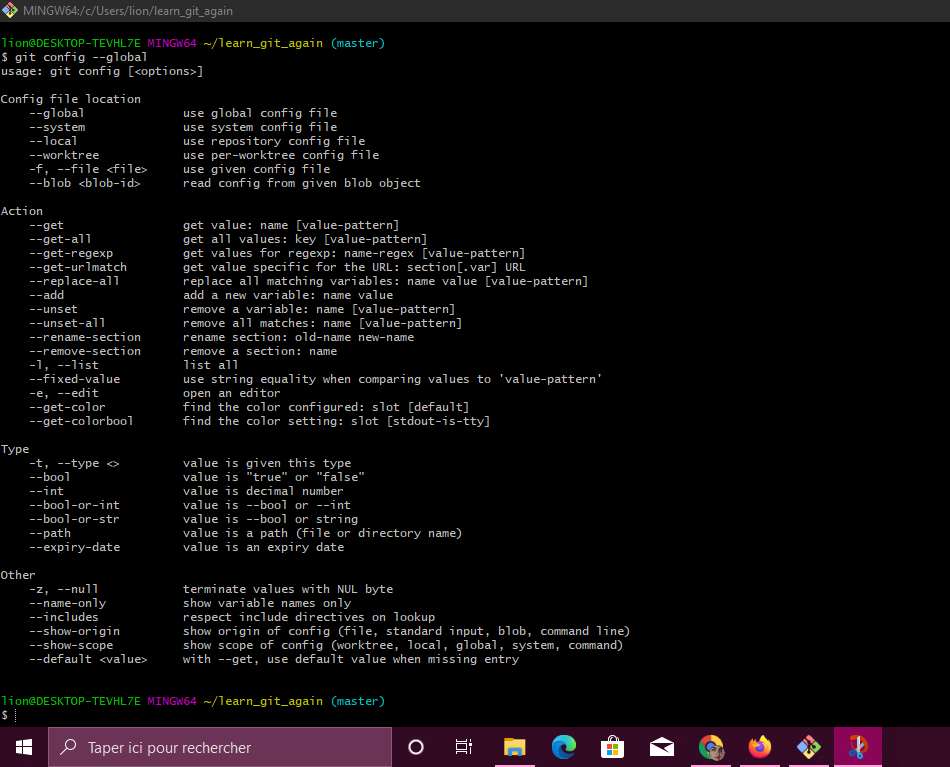 MINGW64:/c/Users/lion/learn_git_again
lion@DESKTOP-TEVHL7E MINGW64 ~/learn_git_again (master)
$ git config --global
usage: git config [<options>]
Config file location
--global use global config file
--system use system config file
--local use repository config file
--worktree use per-worktree config file
-f, --file <file> use given config file
--blob <blob-id> read config from given blob object
Action
--get get value: name [value-pattern]
--get-all get all values: key [value-pattern]
--get-regexp get values for regexp: name-regex [value-pattern]
--get-urlmatch get value specific for the URL: section[.var] URL
--replace-all replace all matching variables: name value [value-pattern]
--add add a new variable: name value
--unset remove a variable: name [value-pattern]
--unset-all remove all matches: name [value-pattern]
--rename-section rename section: old-name new-name
--remove-section remove a section: name
-l, --list list all
--fixed-value use string equality when comparing values to 'value-pattern'
-e, --edit open an editor
--get-color find the color configured: slot [default]
--get-colorbool find the color setting: slot [stdout-is-tty]
Type
-t, --type <> value is given this type
--bool value is "true" or "false"
--int value is decimal number
--bool-or-int value is --bool or --int
--bool-or-str value is --bool or string
--path value is a path (file or directory name)
--expiry-date value is an expiry date
Other
-z, --null terminate values with NUL byte
--name-only show variable names only
--includes respect include directives on lookup
--show-origin show origin of config (file, standard input, blob, command line)
--show-scope show scope of config (worktree, local, global, system, command)
--default <value> with --get, use default value when missing entry
lion@DESKTOP-TEVHL7E MINGW64 ~/learn_git_again (master)
$
Taper ici pour rechercher